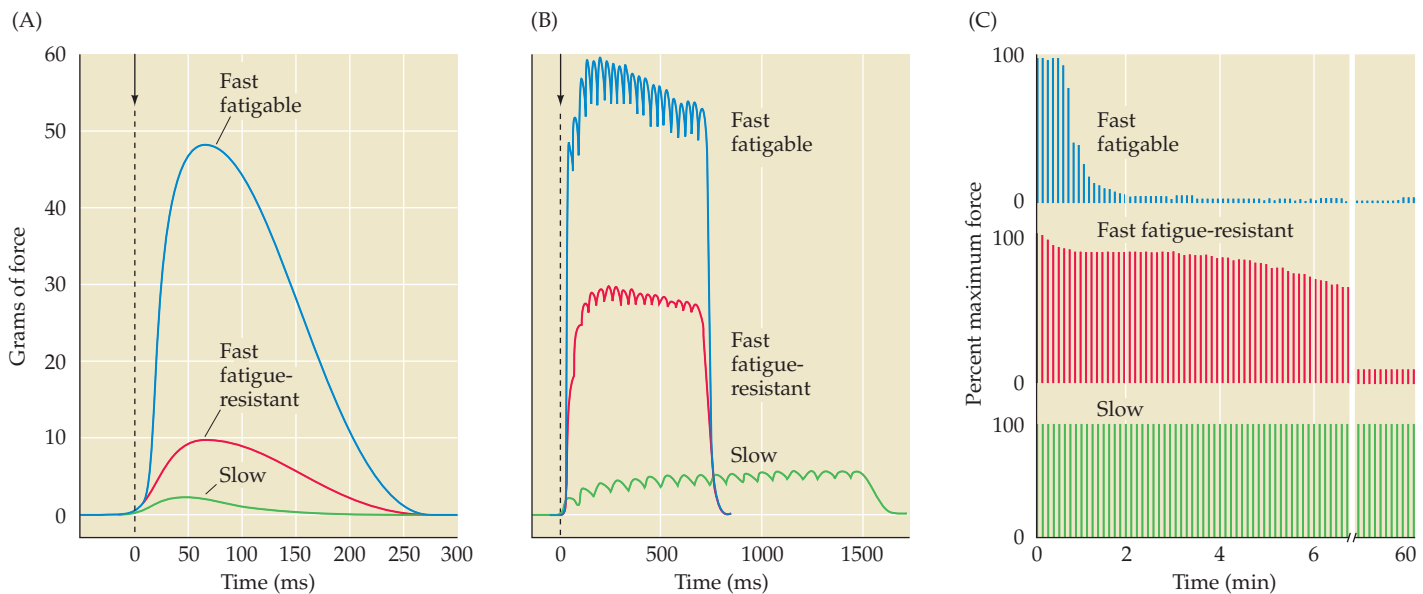 (A)
Grams of force
60
50
40
30
20
10
0
Fast
fatigable
Fast
fatigue-
resistant
Slow
0 50 100 150 200 250 300
Time (ms)
(B)
Fast
fatigable
Fast
fatigue-
resistant
Slow
0 500 1000 1500
Time (ms)
(C)
Percent maximum force
100
Fast
fatigable
0
100
Fast fatigue-resistant
0
Slow
100
0
0 2 4 6 60
Time (min)